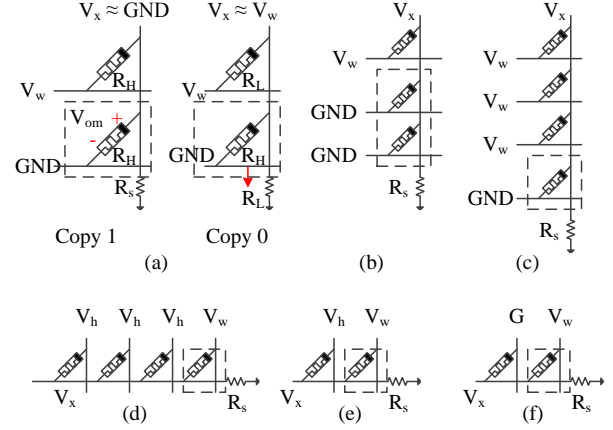 Vx ≈ GND
Vx ≈ Vw
RH
RL
Vw
Vw
Vom
+
-
RH
RH
GND
GND
Rs
RL
Copy 1
Copy 0
(a)
Vx
Vw
GND
GND
Rs
(b)
Vx
Vw
Vw
Vw
GND
Rs
(c)
Vh
Vh
Vh
Vw
Vx
Rs
(d)
Vh
Vw
Vx
Rs
(e)
G
Vw
Vx
Rs
(f)